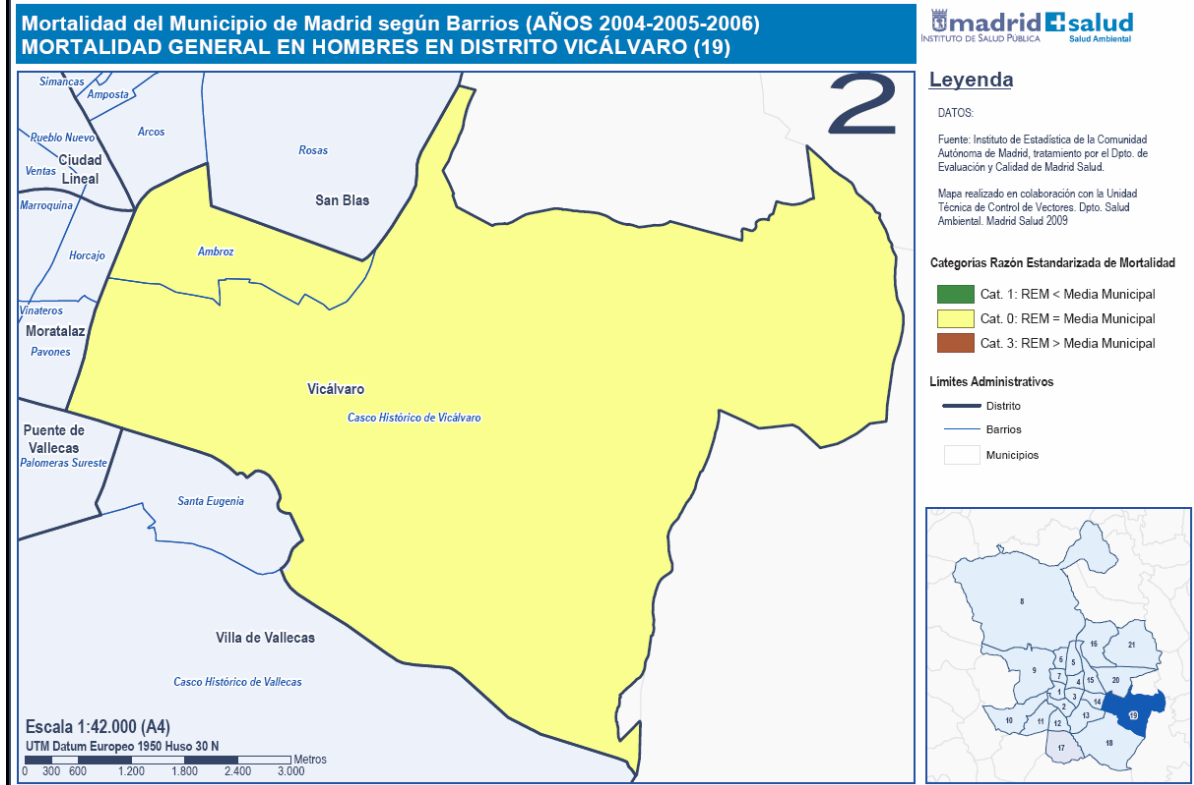 Mortalidad del Municipio de Madrid según Barrios (AÑOS 2004-2005-2006)
MORTALIDAD GENERAL EN HOMBRES EN DISTRITO VICÁLVARO (19)
madrid salud
INSTITUTO DE SALUD PÚBLICA
Salud Ambiental
2
Simancas
Amposta
Arcos
Pueblo Nuevo
Ciudad
Lineal
Ventas
Rosas
San Blas
Marroquina
Horcajo
Ambroz
Vinateros
Moratalaz
Pavones
Vicálvaro
Casco Histórico de Vicálvaro
Puente de
Vallecas
Palomeras Sureste
Santa Eugenia
Villa de Vallecas
Casco Histórico de Vallecas
Escala 1:42.000 (A4)
UTM Datum Europeo 1950 Huso 30 N
Metros
0 300 600 1.200 1.800 2.400 3.000
Leyenda
DATOS:
Fuente: Instituto de Estadística de la Comunidad
Autónoma de Madrid, tratamiento por el Dpto. de
Evaluación y Calidad de Madrid Salud.
Mapa realizado en colaboración con la Unidad
Técnica de Control de Vectores. Dpto. Salud
Ambiental. Madrid Salud 2009
Categorias Razón Estandarizada de Mortalidad
Cat. 1: REM < Media Municipal
Cat. 0: REM = Media Municipal
Cat. 3: REM > Media Municipal
Limites Administrativos
Distrito
Barrios
Municipios
8
16
21
6
5
9
7
4
15
20
1
3
14
2
13
19
10
11
12
17
18